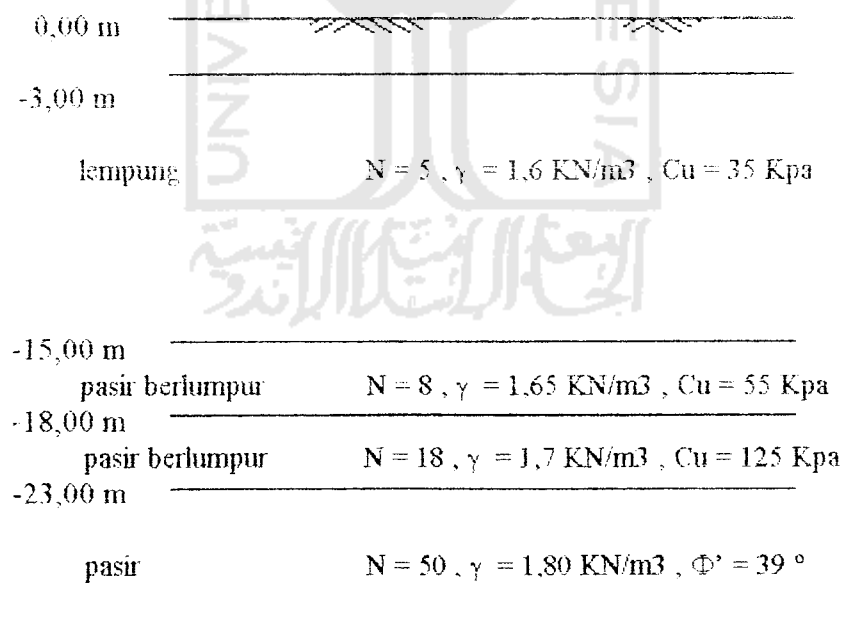 0,00 m
-3,00 m
lempung N = 5 , γ = 1,6 KN/m3 , Cu = 35 Kpa
-15,00 m
pasir berlumpur N = 8 , γ = 1,65 KN/m3 , Cu = 55 Kpa
-18,00 m
pasir berlumpur N = 18 , γ = 1,7 KN/m3 , Cu = 125 Kpa
-23,00 m
pasir N = 50 , γ = 1,80 KN/m3 , Φ’ = 39 °